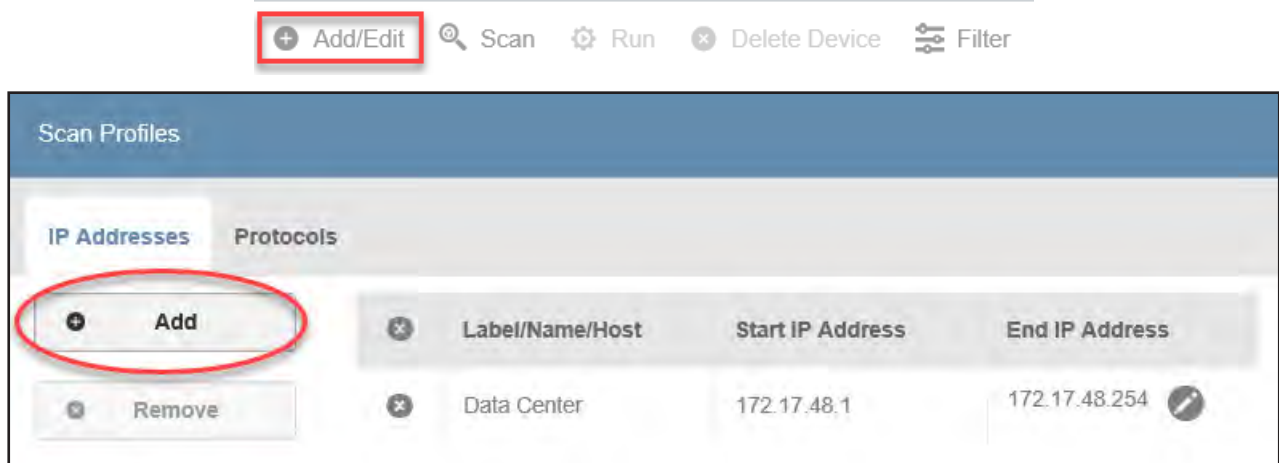 Add/Edit Scan Run Delete Device Filter
Scan Profiles
IP Addresses Protocols
Add Label/Name/Host Start IP Address End IP Address
Remove Data Center 172.17.48.1 172.17.48.254